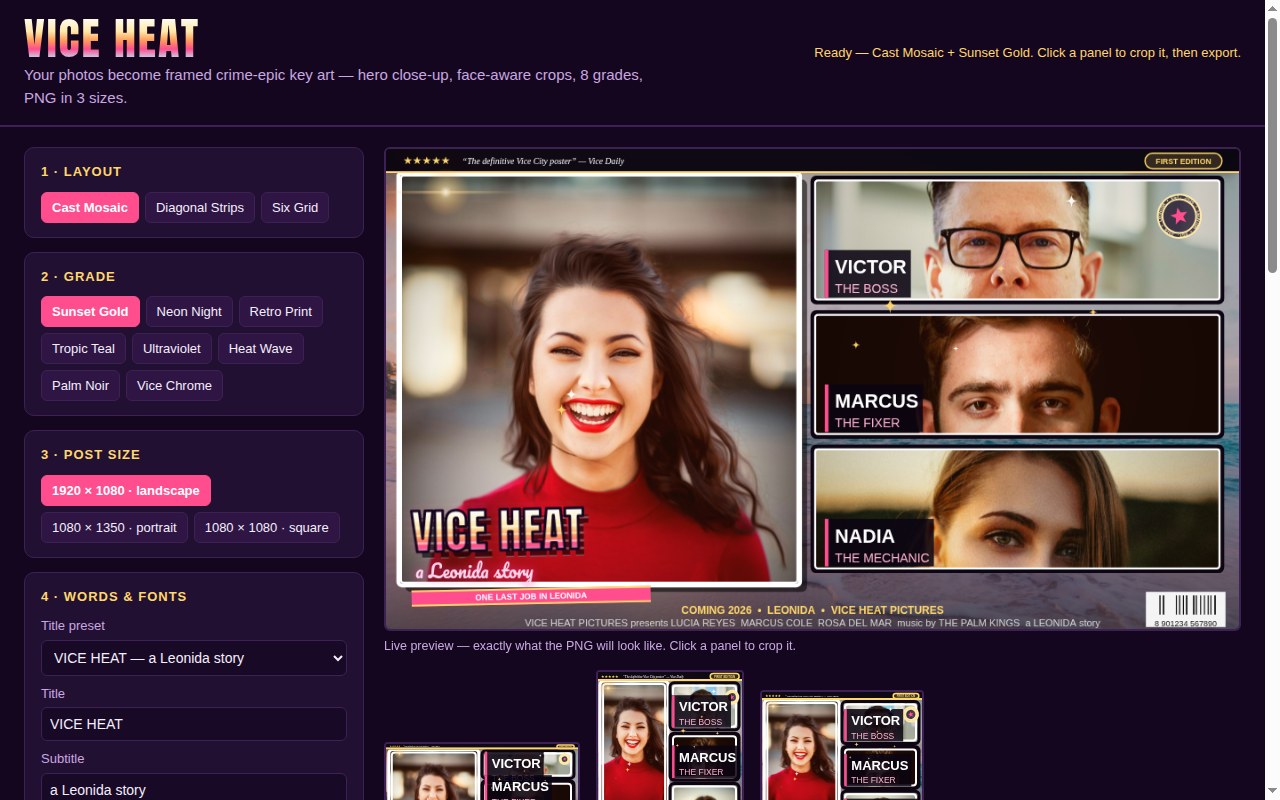 VICE HEAT
Your photos become framed crime-epic key art — hero close-up, face-aware crops, 8 grades,
PNG in 3 sizes.
Ready — Cast Mosaic + Sunset Gold. Click a panel to crop it, then export.
1 · LAYOUT
Cast Mosaic
Diagonal Strips
Six Grid
2 · GRADE
Sunset Gold
Neon Night
Retro Print
Tropic Teal
Ultraviolet
Heat Wave
Palm Noir
Vice Chrome
3 · POST SIZE
1920 × 1080 · landscape
1080 × 1350 · portrait
1080 × 1080 · square
4 · WORDS & FONTS
Title preset
VICE HEAT — a Leonida story
Title
VICE HEAT
Subtitle
a Leonida story
★★★★★ “The definitive Vice City poster” — Vice Daily
FIRST EDITION
VICTOR
THE BOSS
MARCUS
THE FIXER
NADIA
THE MECHANIC
VICE HEAT
a Leonida story
ONE LAST JOB IN LEONIDA
COMING 2026 • LEONIDA • VICE HEAT PICTURES
VICE HEAT PICTURES presents LUCIA REYES MARCUS COLE ROSA DEL MAR music by THE PALM KINGS a LEONIDA story
8 901234 567890
Live preview — exactly what the PNG will look like. Click a panel to crop it.
VICTOR
MARCUS
VICTOR
THE BOSS
MARCUS
THE FIXER
VICTOR
THE BOSS
MARCUS
THE FIXER